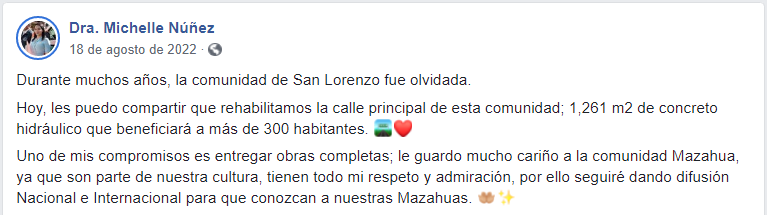 Dra. Michelle Núñez
18 de agosto de 2022 ·
Durante muchos años, la comunidad de San Lorenzo fue olvidada.
Hoy, les puedo compartir que rehabilitamos la calle principal de esta comunidad; 1,261 m2 de concreto
hidráulico que beneficiará a más de 300 habitantes. 🛣️❤️
Uno de mis compromisos es entregar obras completas; le guardo mucho cariño a la comunidad Mazahua,
ya que son parte de nuestra cultura, tienen todo mi respeto y admiración, por ello seguiré dando difusión
Nacional e Internacional para que conozcan a nuestras Mazahuas. 🤲🏼✨